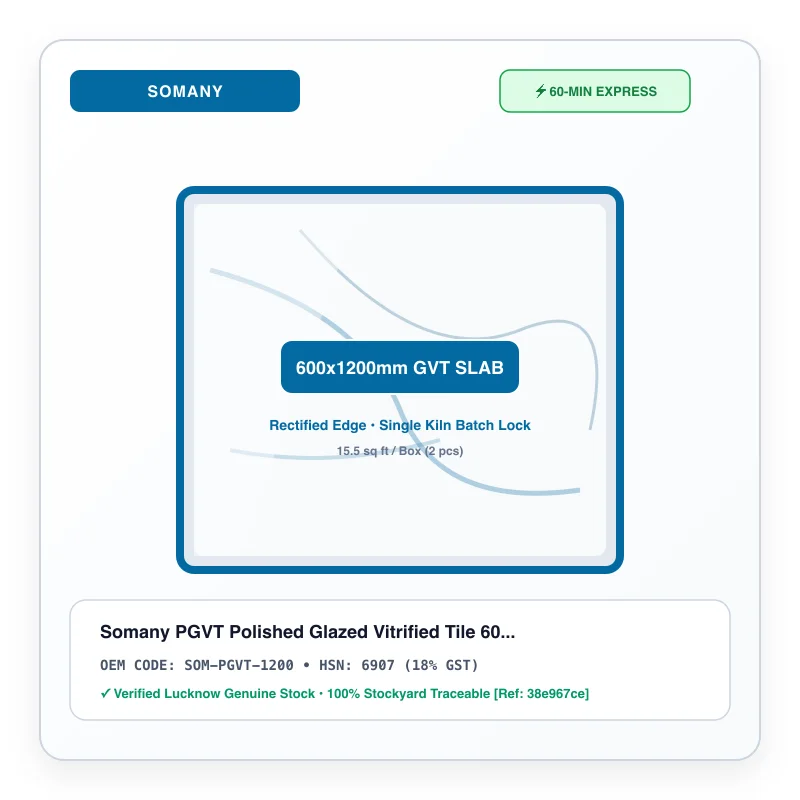 SOMANY
⚡60-MIN EXPRESS
600x1200mm GVT SLAB
Rectified Edge • Single Kiln Batch Lock
15.5 sq ft / Box (2 pcs)
Somany PGVT Polished Glazed Vitrified Tile 60...
OEM CODE: SOM-PGVT-1200 • HSN: 6907 (18% GST)
✓ Verified Lucknow Genuine Stock • 100% Stockyard Traceable [Ref: 38e967ce]